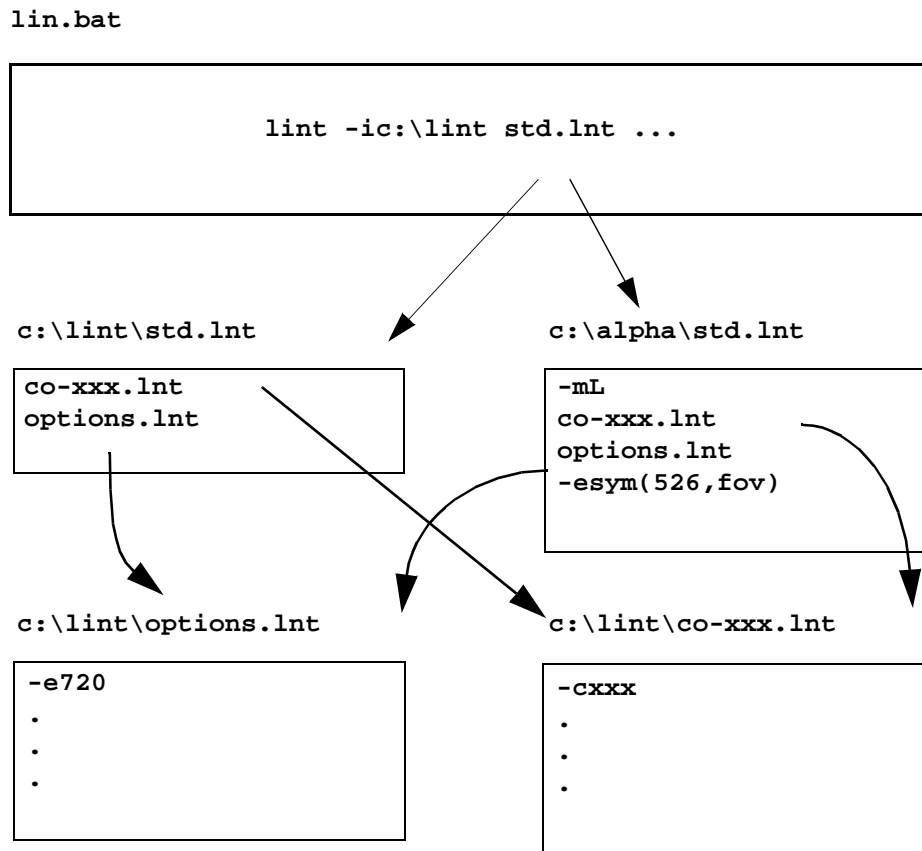 lin.bat
lint -ic:\lint std.lnt ...
c:\lint\std.lnt
co-xxx.lnt
options.lnt
c:\alpha\std.lnt
-mL
co-xxx.lnt
options.lnt
-esym(526,fov)
c:\lint\options.lnt
-e720
.
.
.
c:\lint\co-xxx.lnt
-cxxx
.
.
.